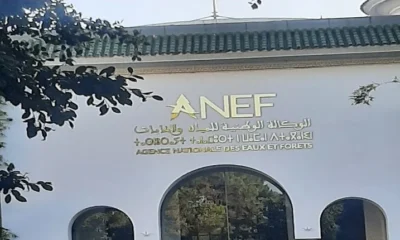 ANEF
الوكالة الوطنية للمياه والغابات
AGENCE NATIONALE DES EAUX ET FORÊTS